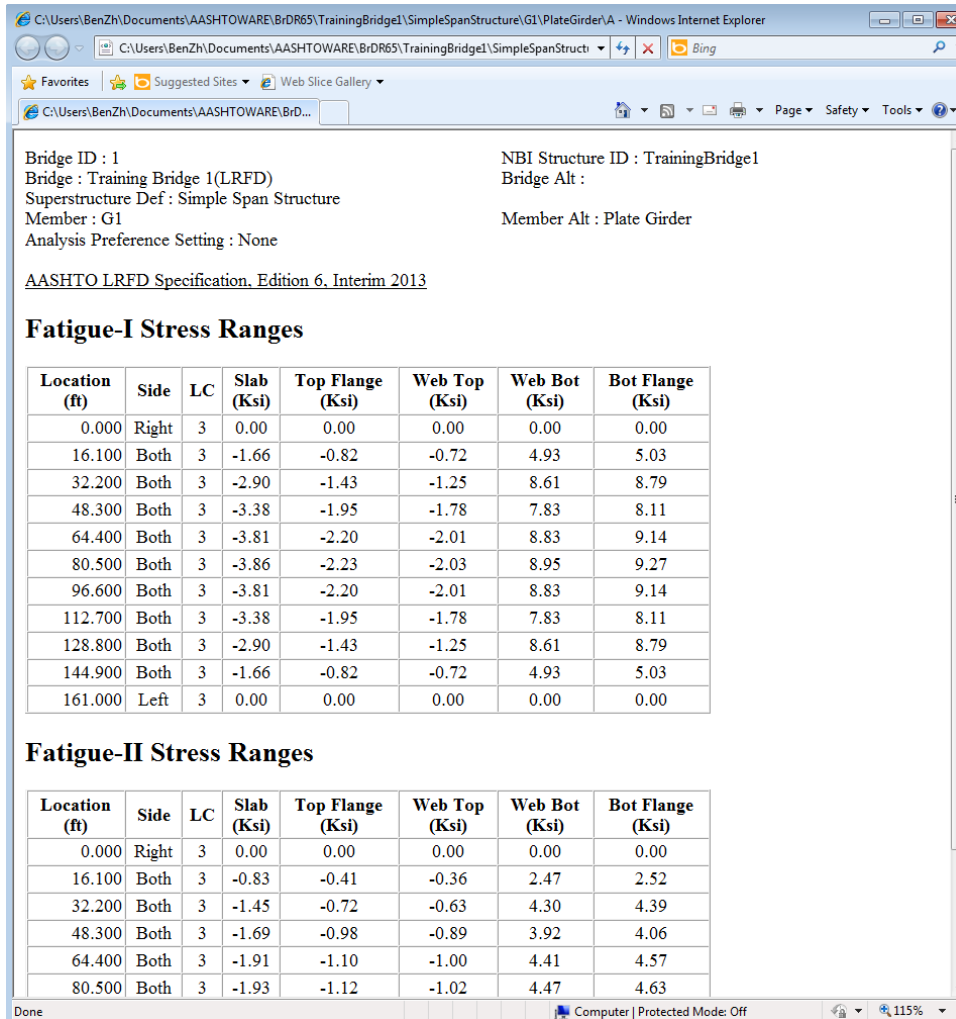 C:\Users\BenZh\Documents\AASHTOWARE\BrDR65\TrainingBridge1\SimpleSpanStructure\G1\PlateGirder\A - Windows Internet Explorer
C:\Users\BenZh\Documents\AASHTOWARE\BrDR65\TrainingBridge1\SimpleSpanStructu Bing
Favorites Suggested Sites Web Slice Gallery
C:\Users\BenZh\Documents\AASHTOWARE\BrD... Page Safety Tools
Bridge ID : 1 NBI Structure ID : TrainingBridge1
Bridge : Training Bridge 1(LRFD) Bridge Alt :
Superstructure Def : Simple Span Structure
Member : G1 Member Alt : Plate Girder
Analysis Preference Setting : None
AASHTO LRFD Specification, Edition 6, Interim 2013
Fatigue-I Stress Ranges
Location (ft) Side LC Slab (Ksi) Top Flange (Ksi) Web Top (Ksi) Web Bot (Ksi) Bot Flange (Ksi)
0.000 Right 3 0.00 0.00 0.00 0.00 0.00
16.100 Both 3 -1.66 -0.82 -0.72 4.93 5.03
32.200 Both 3 -2.90 -1.43 -1.25 8.61 8.79
48.300 Both 3 -3.38 -1.95 -1.78 7.83 8.11
64.400 Both 3 -3.81 -2.20 -2.01 8.83 9.14
80.500 Both 3 -3.86 -2.23 -2.03 8.95 9.27
96.600 Both 3 -3.81 -2.20 -2.01 8.83 9.14
112.700 Both 3 -3.38 -1.95 -1.78 7.83 8.11
128.800 Both 3 -2.90 -1.43 -1.25 8.61 8.79
144.900 Both 3 -1.66 -0.82 -0.72 4.93 5.03
161.000 Left 3 0.00 0.00 0.00 0.00 0.00
Fatigue-II Stress Ranges
Location (ft) Side LC Slab (Ksi) Top Flange (Ksi) Web Top (Ksi) Web Bot (Ksi) Bot Flange (Ksi)
0.000 Right 3 0.00 0.00 0.00 0.00 0.00
16.100 Both 3 -0.83 -0.41 -0.36 2.47 2.52
32.200 Both 3 -1.45 -0.72 -0.63 4.30 4.39
48.300 Both 3 -1.69 -0.98 -0.89 3.92 4.06
64.400 Both 3 -1.91 -1.10 -1.00 4.41 4.57
80.500 Both 3 -1.93 -1.12 -1.02 4.47 4.63
Done Computer | Protected Mode: Off 115%